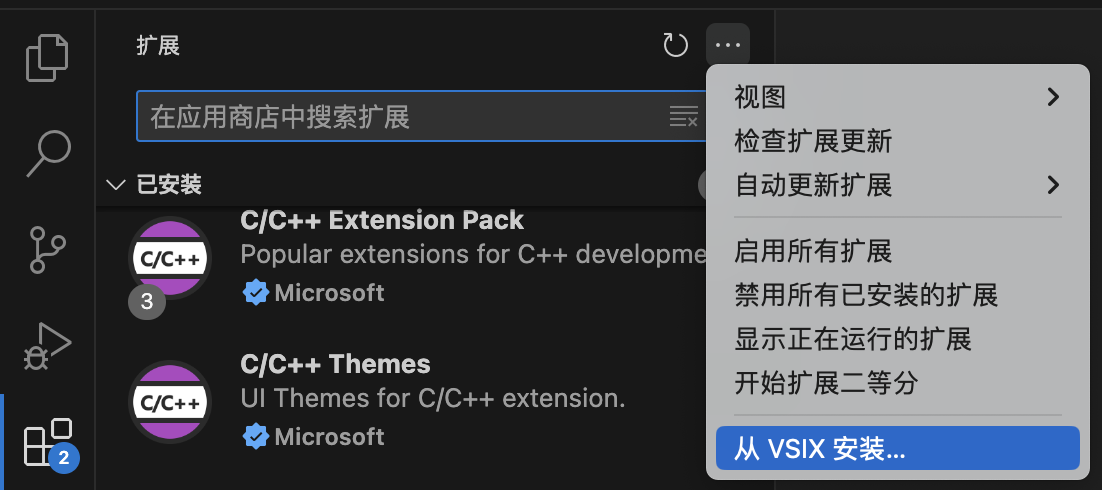 扩展
在应用商店中搜索扩展
已安装
C/C++ Extension Pack
Popular extensions for C++ developme
Microsoft
C/C++
3
C/C++ Themes
UI Themes for C/C++ extension.
Microsoft
C/C++
2
视图
检查扩展更新
自动更新扩展
启用所有扩展
禁用所有已安装的扩展
显示正在运行的扩展
开始扩展二等分
从 VSIX 安装...